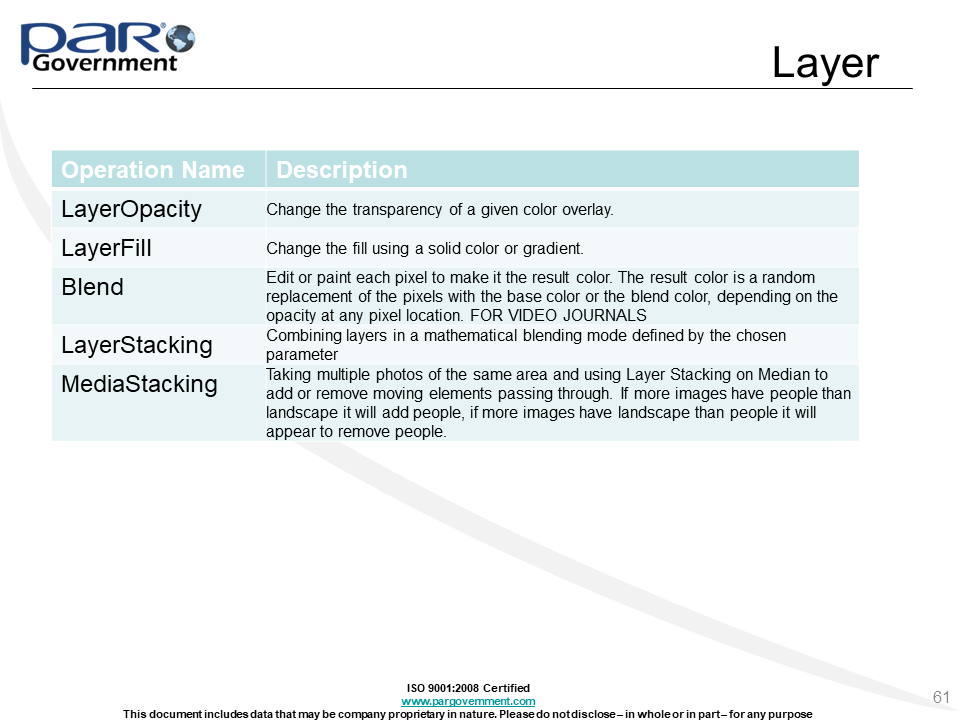 PAR®
Government
Layer
Operation Name Description
LayerOpacity Change the transparency of a given color overlay.
LayerFill Change the fill using a solid color or gradient.
Blend Edit or paint each pixel to make it the result color. The result color is a random
replacement of the pixels with the base color or the blend color, depending on the
opacity at any pixel location. FOR VIDEO JOURNALS
LayerStacking Combining layers in a mathematical blending mode defined by the chosen
parameter
MediaStacking Taking multiple photos of the same area and using Layer Stacking on Median to
add or remove moving elements passing through. If more images have people than
landscape it will add people, if more images have landscape than people it will
appear to remove people.
ISO 9001:2008 Certified
www.pargovernment.com
This document includes data that may be company proprietary in nature. Please do not disclose – in whole or in part – for any purpose
61